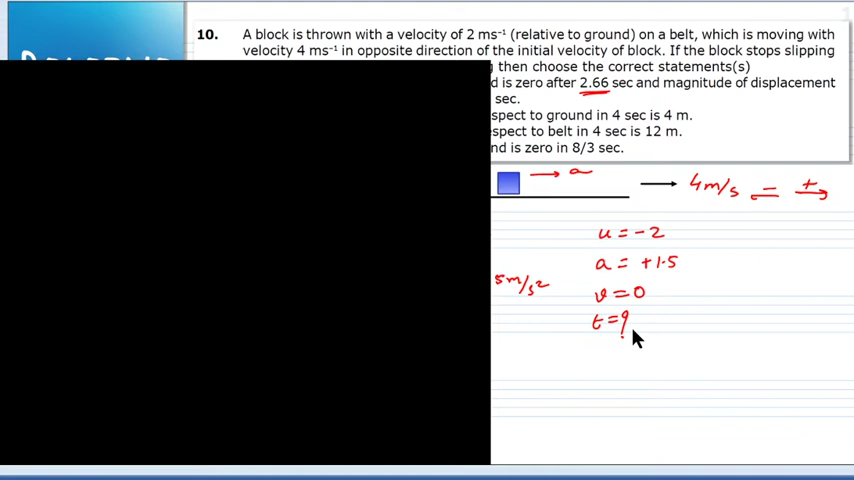 10. A block is thrown with a velocity of 2 ms⁻¹ (relative to ground) on a belt, which is moving with
velocity 4 ms⁻¹ in opposite direction of the initial velocity of block. If the block stops slipping
then choose the correct statements(s)
d is zero after 2.66 sec and magnitude of displacement
sec.
spect to ground in 4 sec is 4 m.
espect to belt in 4 sec is 12 m.
nd is zero in 8/3 sec.
→ a
→ 4m/s − +
u = -2
a = +1.5
5m/s²
v = 0
t = ?